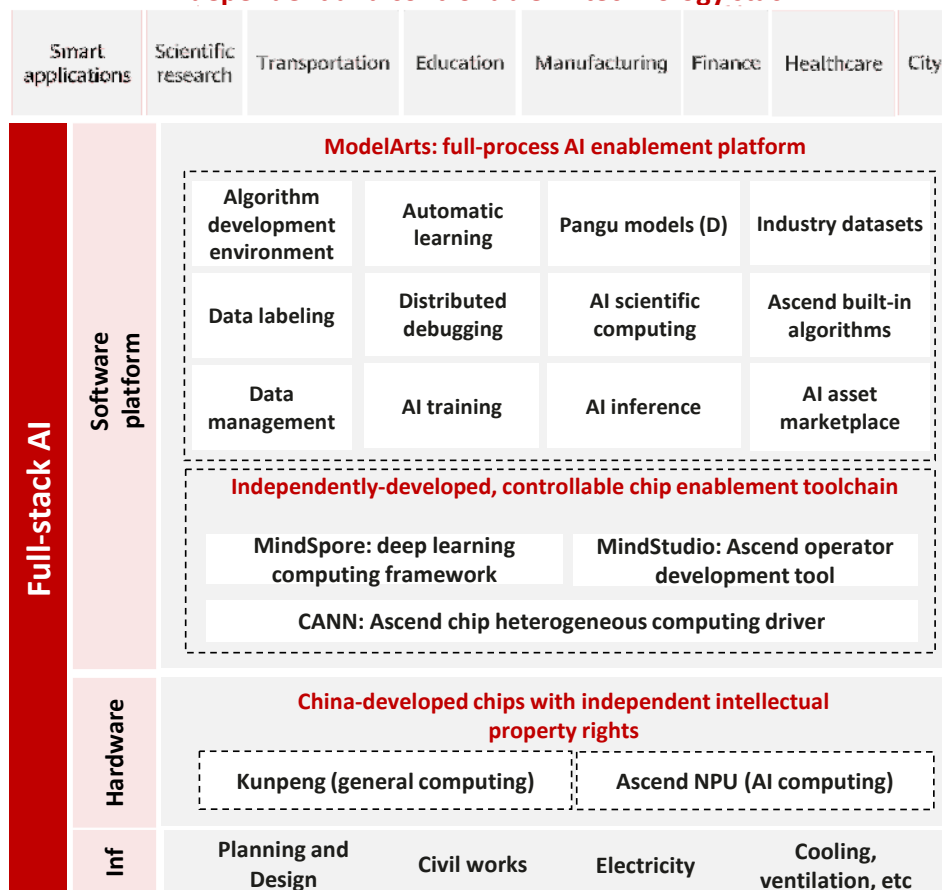 Smart
applications
Scientific
research
Transportation
Education
Manufacturing
Finance
Healthcare
City
Full-stack AI
Software
platform
ModelArts: full-process AI enablement platform
Algorithm
development
environment
Automatic
learning
Pangu models (D)
Industry datasets
Data labeling
Distributed
debugging
AI scientific
computing
Ascend built-in
algorithms
Data
management
AI training
AI inference
AI asset
marketplace
Independently-developed, controllable chip enablement toolchain
MindSpore: deep learning
computing framework
MindStudio: Ascend operator
development tool
CANN: Ascend chip heterogeneous computing driver
Hardware
China-developed chips with independent intellectual
property rights
Kunpeng (general computing)
Ascend NPU (AI computing)
Inf
Planning and
Design
Civil works
Electricity
Cooling,
ventilation, etc